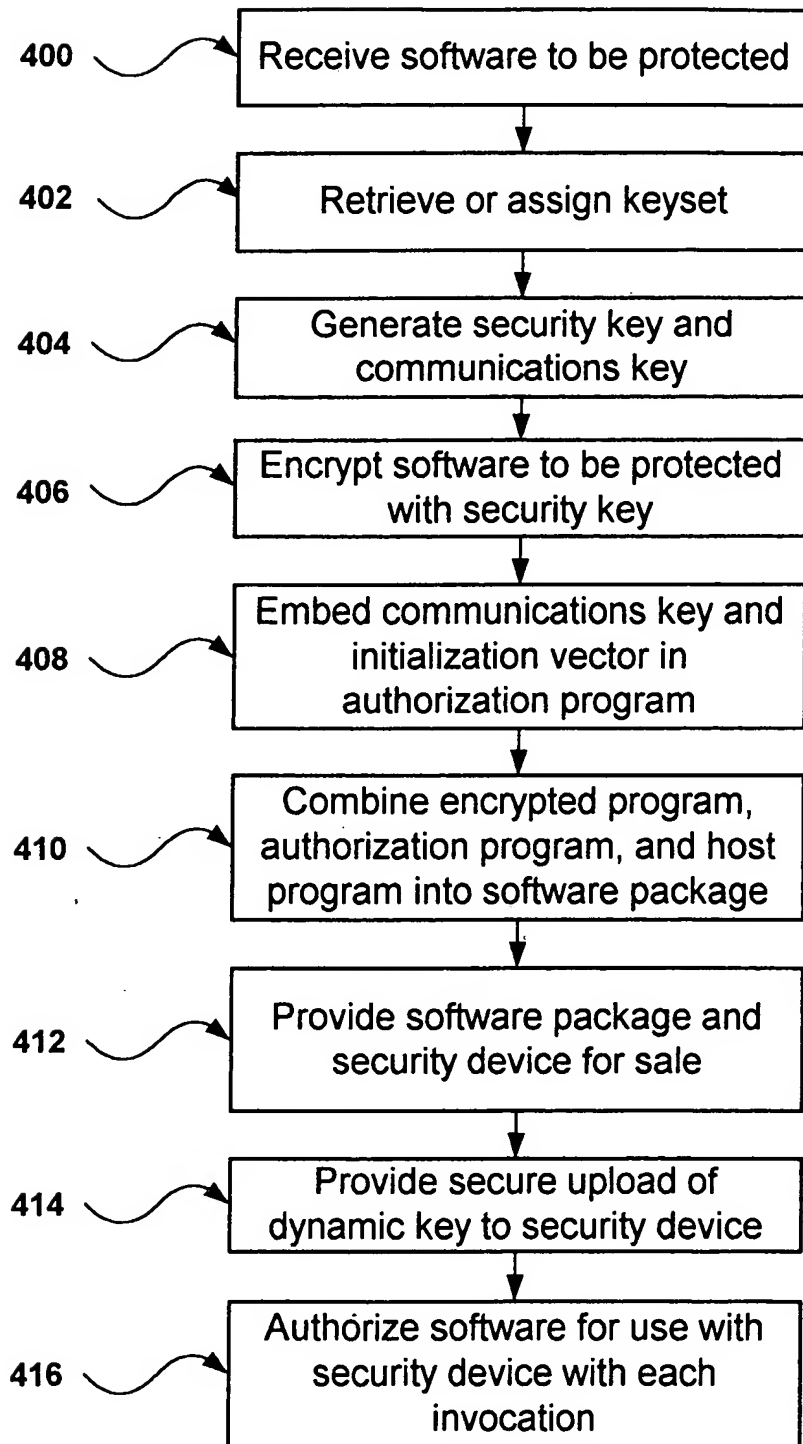 400
Receive software to be protected
402
Retrieve or assign keyset
404
Generate security key and
communications key
406
Encrypt software to be protected
with security key
408
Embed communications key and
initialization vector in
authorization program
410
Combine encrypted program,
authorization program, and host
program into software package
412
Provide software package and
security device for sale
414
Provide secure upload of
dynamic key to security device
416
Authorize software for use with
security device with each
invocation